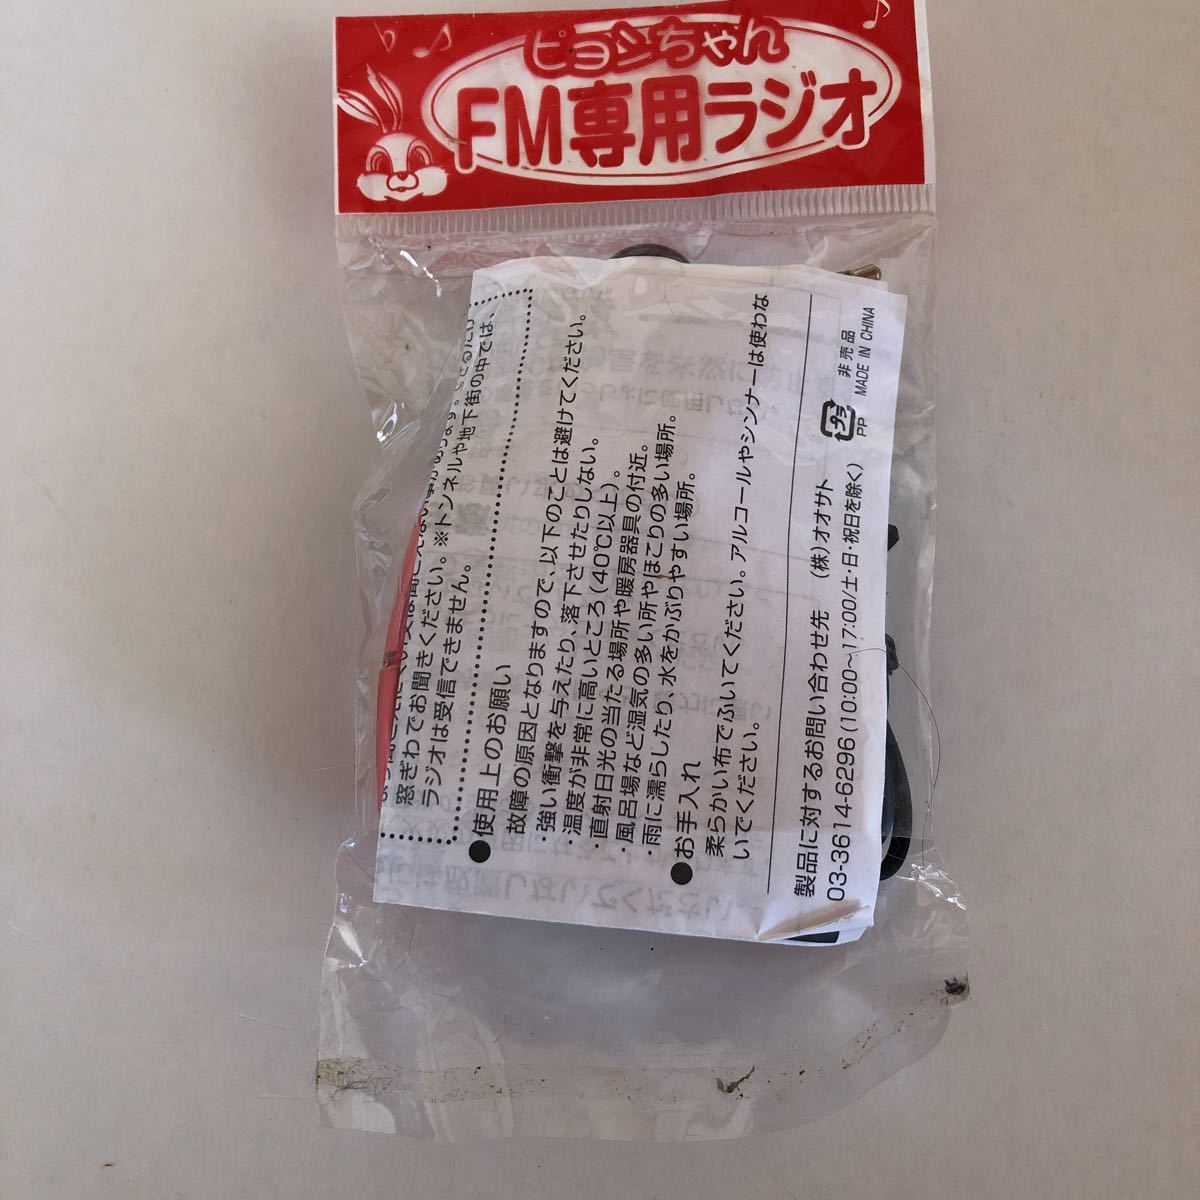 ピョンちゃん
FM専用ラジオ
窓ぎわでお聞きください。※トンネルや地下街の中では、
ラジオは受信できません。
●使用上のお願い
故障の原因となりますので、以下のことは避けてください。
・強い衝撃を与えたり、落下させたりしない。
・温度が非常に高いところ(40℃以上)。
・直射日光の当たる場所や暖房器具の付近。
・風呂場など湿気の多い所やほこりの多い場所。
・雨に濡らしたり、水をかぶりやすい場所。
●お手入れ
柔らかい布でふいてください。アルコールやシンナーは使わな
いでください。
製品に対するお問い合わせ先 (株)オオサト
03-3614-6296(10:00~17:00/土・日・祝日を除く)
プラ
PP
非売品
MADE IN CHINA